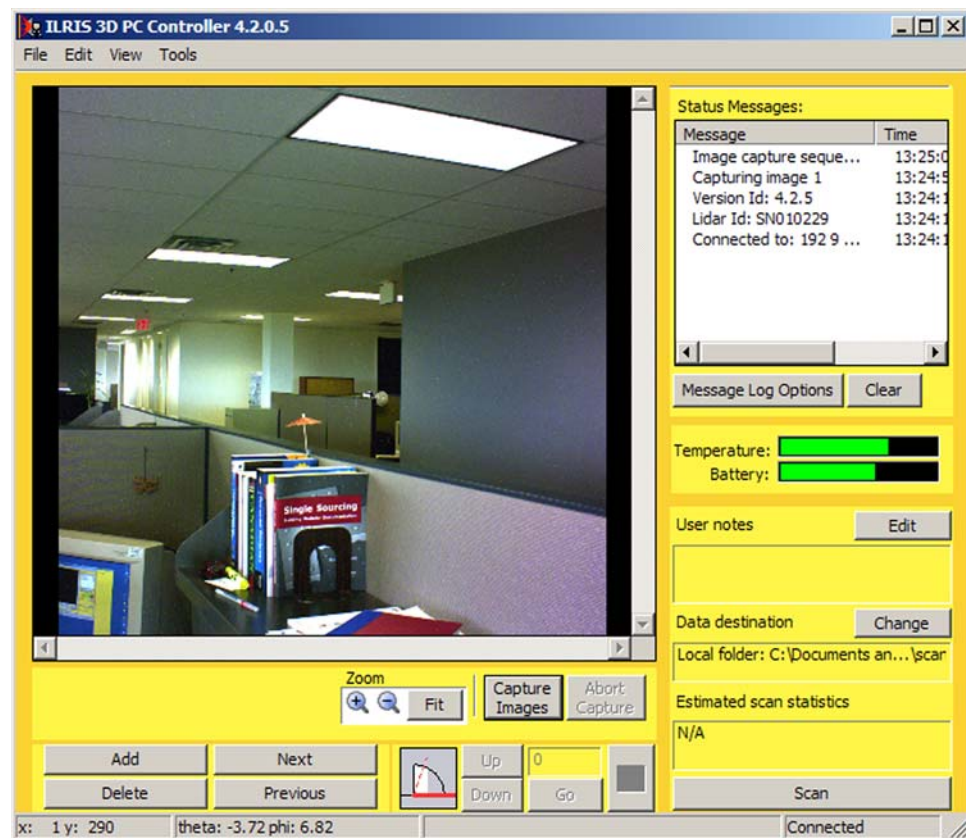 ILRIS 3D PC Controller 4.2.0.5
File Edit View Tools
Status Messages:
Message Time
Image capture seque... 13:25:0
Capturing image 1 13:24:5
Version Id: 4.2.5 13:24:1
Lidar Id: SN010229 13:24:1
Connected to: 192 9 ... 13:24:1
Message Log Options Clear
Temperature:
Battery:
User notes Edit
Data destination Change
Local folder: C:\Documents an...\scan
Estimated scan statistics
N/A
Scan
Single Sourcing
Zoom
Fit
Capture Images
Abort Capture
Add Next
Delete Previous
Up 0
Down Go
x: 1 y: 290 theta: -3.72 phi: 6.82 Connected